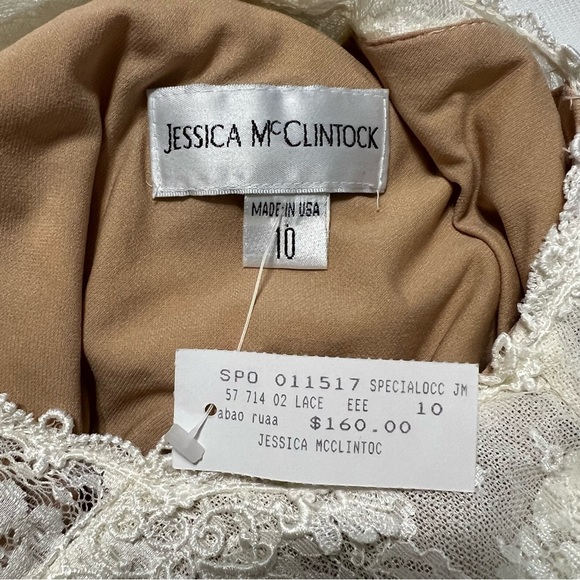 JESSICA McCLINTOCK
MADE IN USA
10
SPO 011517 SPECIALOCC JM
57 714 02 LACE EEE 10
abao ruaa $160.00
JESSICA MCCLINTOC